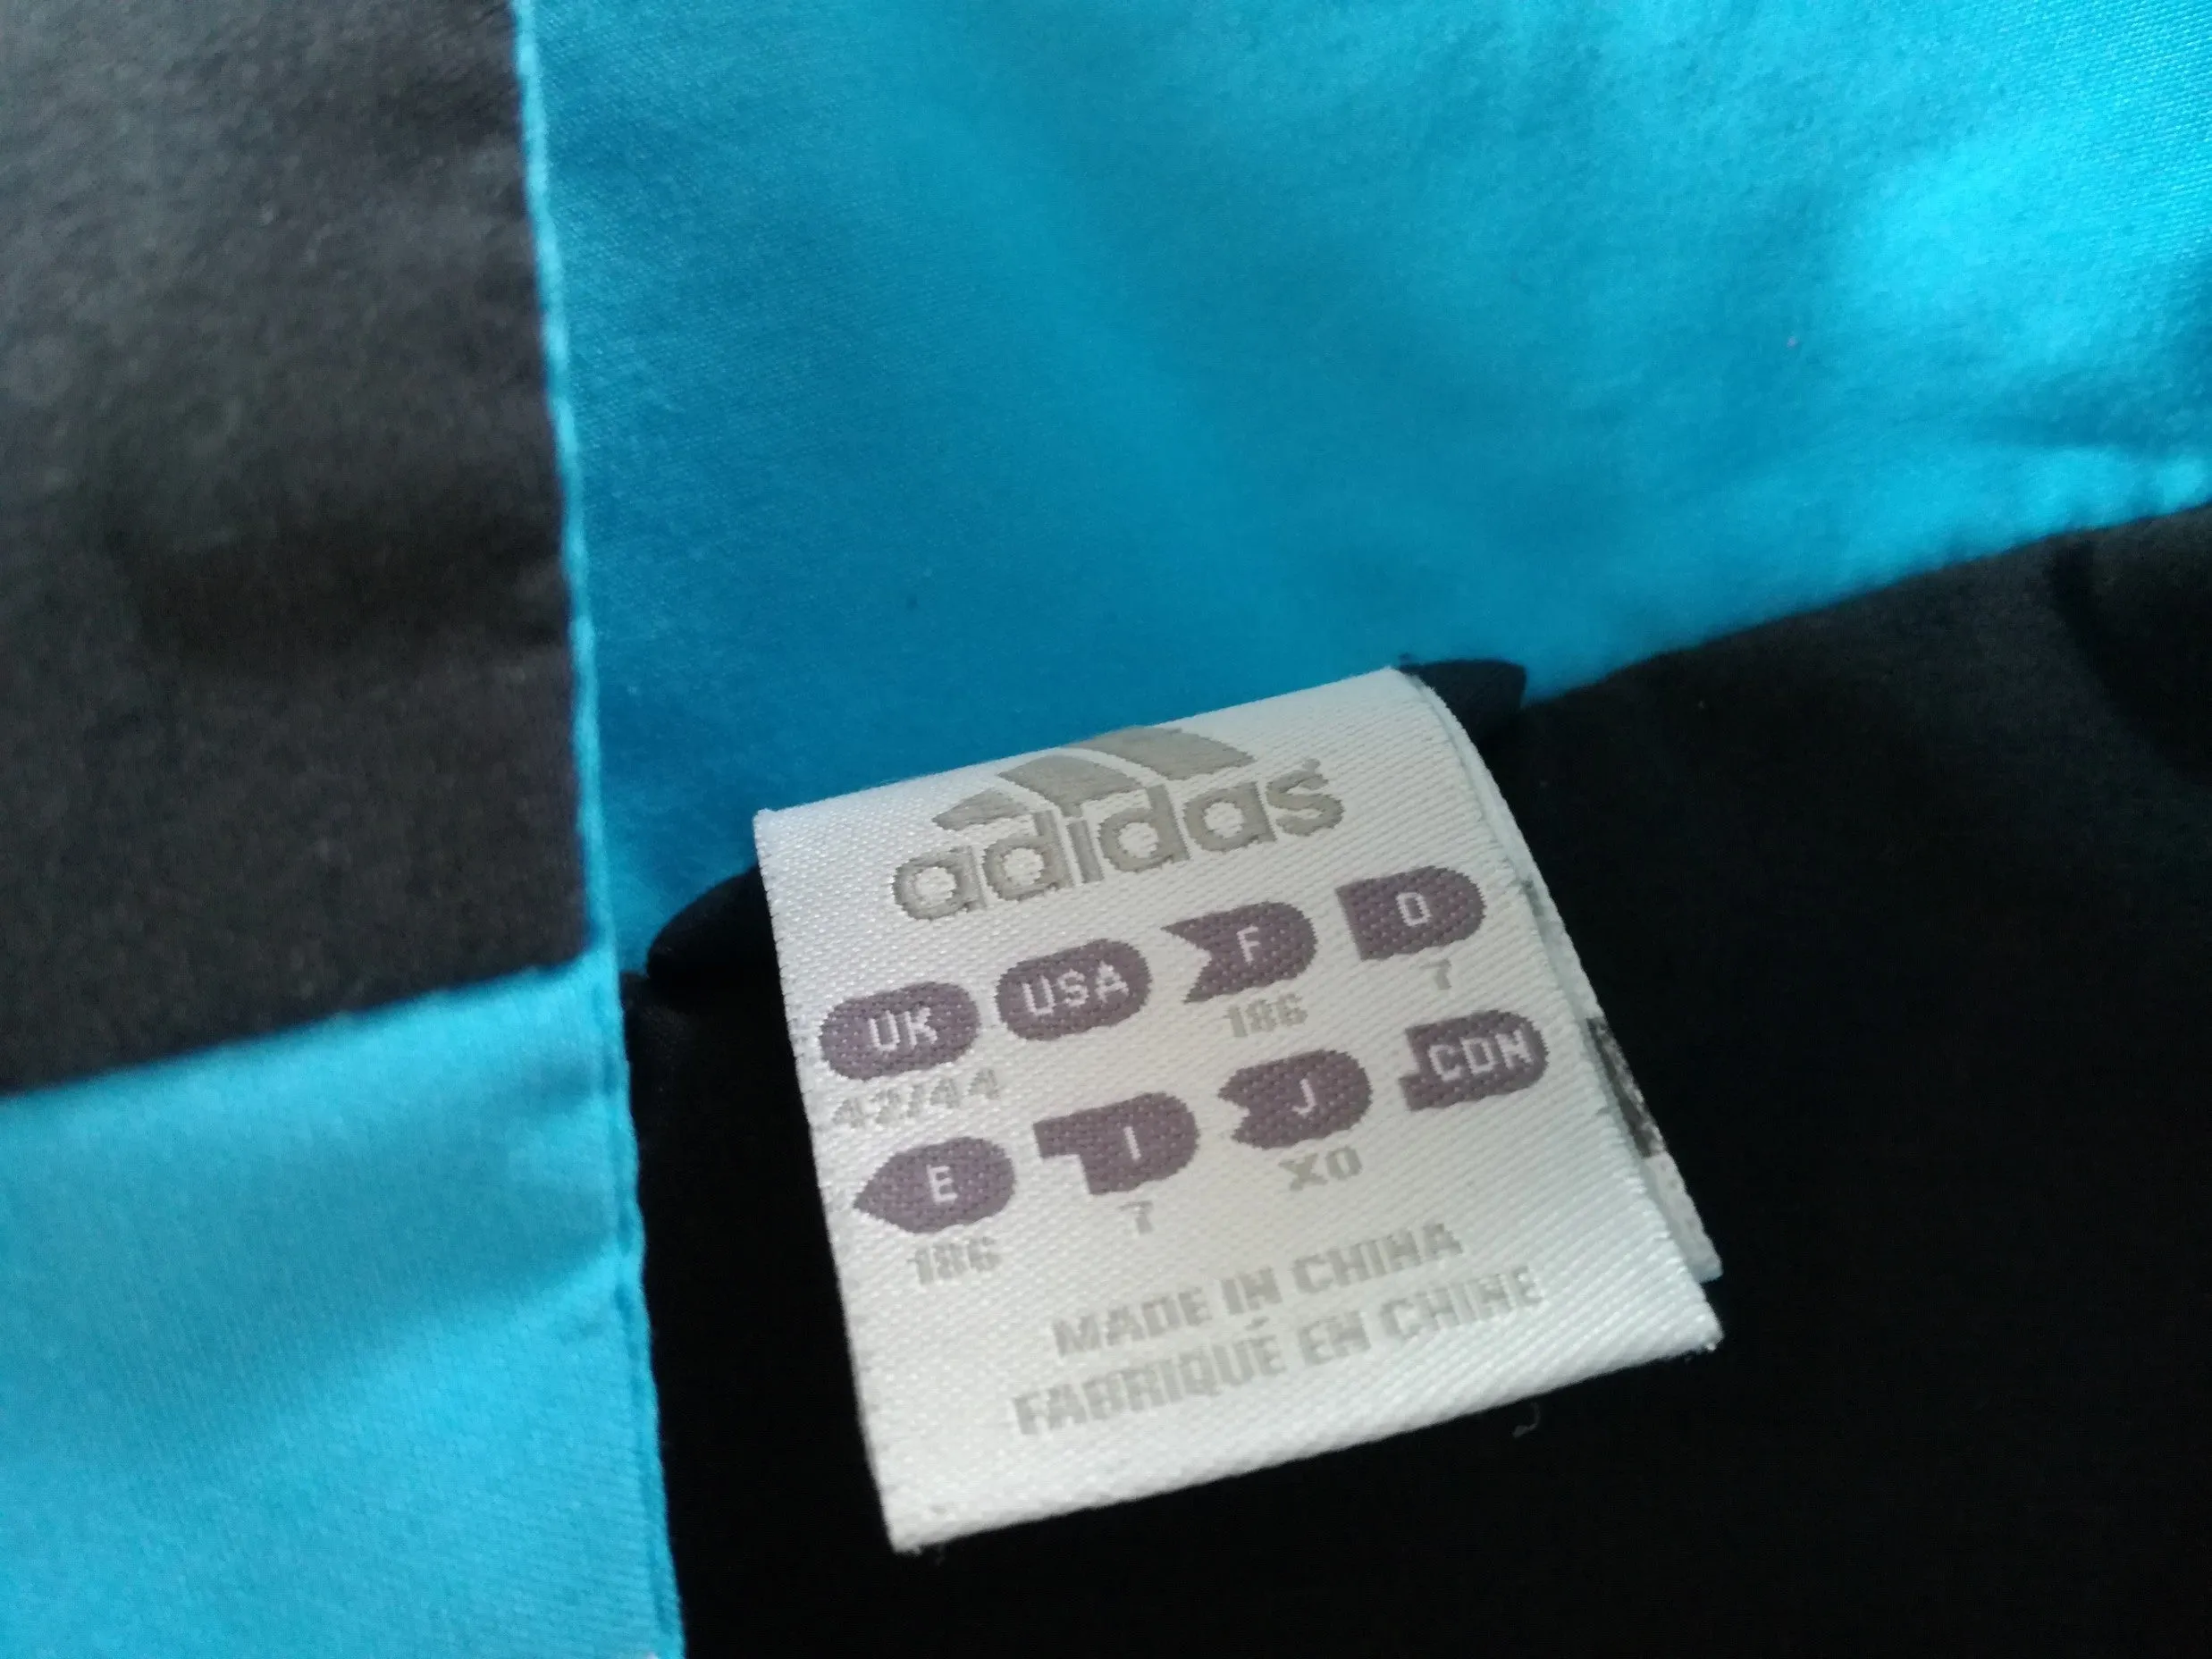 adidas
UK USA F D
42/44 186 7
E I J CDN
186 7 XO
MADE IN CHINA
FABRIQUÉ EN CHINE